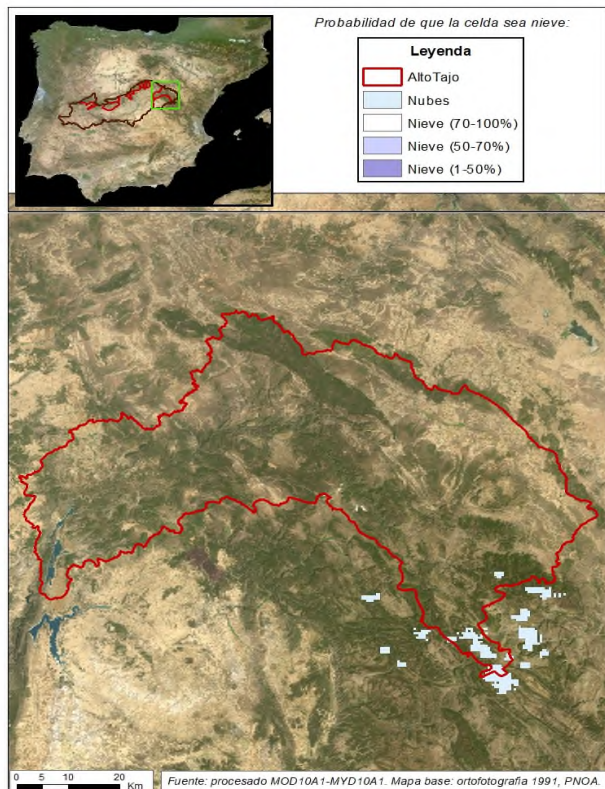 Probabilidad de que la celda sea nieve:
Leyenda
AltoTajo
Nubes
Nieve (70-100%)
Nieve (50-70%)
Nieve (1-50%)
0 5 10 20
Km
Fuente: procesado MOD10A1-MYD10A1. Mapa base: ortofotografía 1991, PNOA.